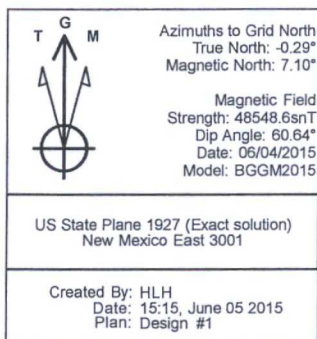 T G M
Azimuths to Grid North
True North: -0.29°
Magnetic North: 7.10°
Magnetic Field
Strength: 48548.6snT
Dip Angle: 60.64°
Date: 06/04/2015
Model: BGGM2015
US State Plane 1927 (Exact solution)
New Mexico East 3001
Created By: HLH
Date: 15:15, June 05 2015
Plan: Design #1